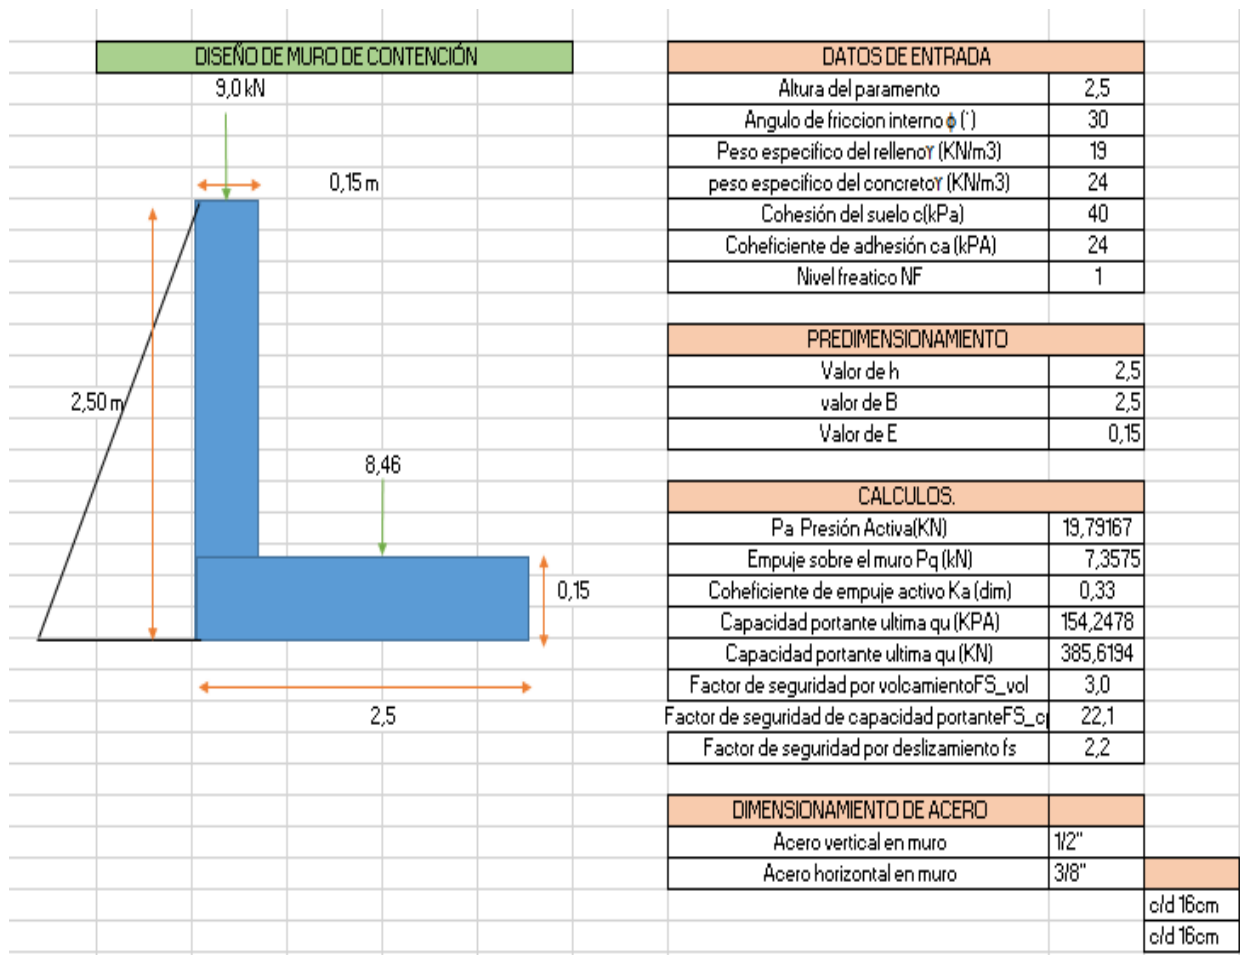 DISEÑO DE MURO DE CONTENCIÓN
9,0 kN
0,15 m
2,50 m
8,46
0,15
2,5
DATOS DE ENTRADA
Altura del paramento 2,5
Angulo de friccion interno ϕ (°) 30
Peso especifico del rellenoγ (KN/m3) 19
peso especifico del concretoγ (KN/m3) 24
Cohesión del suelo c(kPa) 40
Coheficiente de adhesión ca (kPA) 24
Nivel freatico NF 1
PREDIMENSIONAMIENTO
Valor de h 2,5
valor de B 2,5
Valor de E 0,15
CALCULOS.
Pa Presión Activa(KN) 19,79167
Empuje sobre el muro Pq (kN) 7,3575
Coheficiente de empuje activo Ka (dim) 0,33
Capacidad portante ultima qu (KPA) 154,2478
Capacidad portante ultima qu (KN) 385,6194
Factor de seguridad por volcamientoFS_vol 3,0
Factor de seguridad de capacidad portanteFS_c 22,1
Factor de seguridad por deslizamiento fs 2,2
DIMENSIONAMIENTO DE ACERO
Acero vertical en muro 1/2"
Acero horizontal en muro 3/8"
c/d 16cm
c/d 16cm